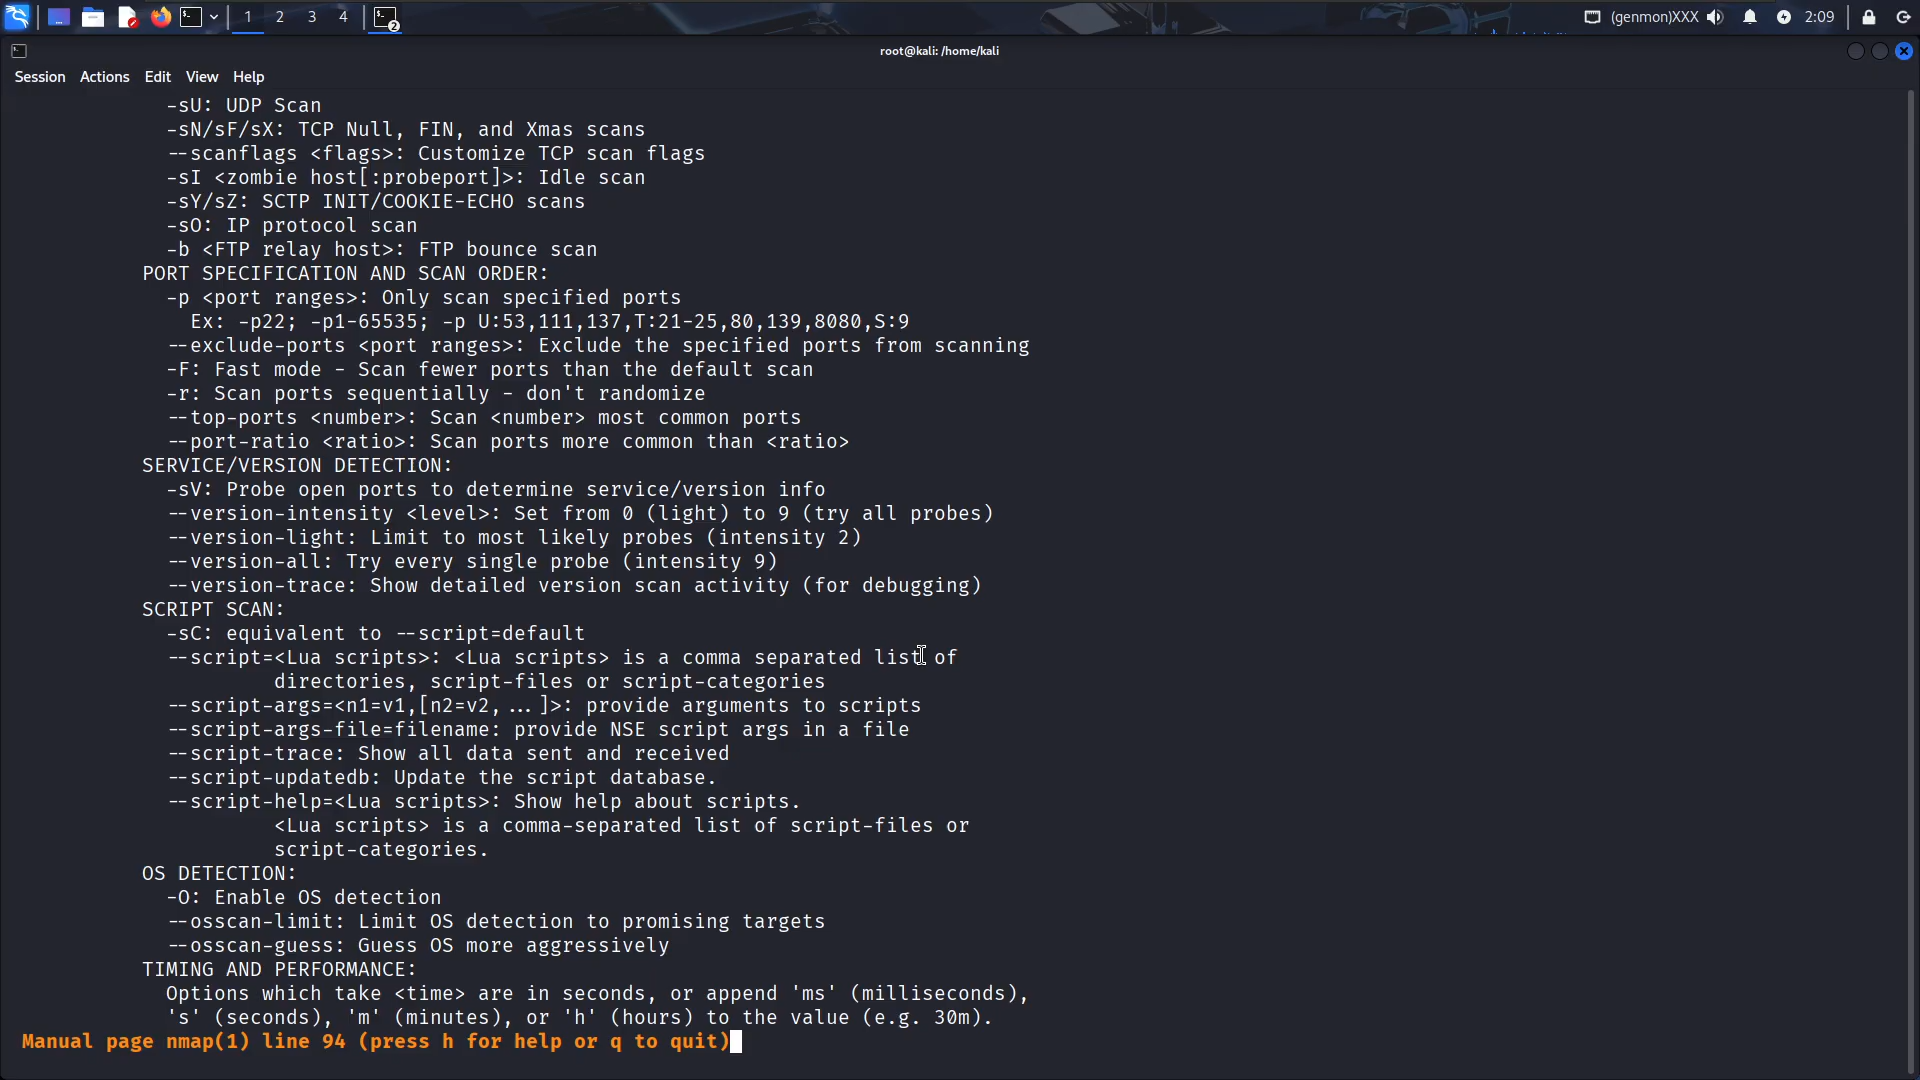 1 2 3 4 2 (genmon)XXX 2:09
root@kali: /home/kali
Session Actions Edit View Help
-sU: UDP Scan
-sN/sF/sX: TCP Null, FIN, and Xmas scans
--scanflags <flags>: Customize TCP scan flags
-sI <zombie host[:probeport]>: Idle scan
-sY/sZ: SCTP INIT/COOKIE-ECHO scans
-sO: IP protocol scan
-b <FTP relay host>: FTP bounce scan
PORT SPECIFICATION AND SCAN ORDER:
-p <port ranges>: Only scan specified ports
Ex: -p22; -p1-65535; -p U:53,111,137,T:21-25,80,139,8080,S:9
--exclude-ports <port ranges>: Exclude the specified ports from scanning
-F: Fast mode - Scan fewer ports than the default scan
-r: Scan ports sequentially - don't randomize
--top-ports <number>: Scan <number> most common ports
--port-ratio <ratio>: Scan ports more common than <ratio>
SERVICE/VERSION DETECTION:
-sV: Probe open ports to determine service/version info
--version-intensity <level>: Set from 0 (light) to 9 (try all probes)
--version-light: Limit to most likely probes (intensity 2)
--version-all: Try every single probe (intensity 9)
--version-trace: Show detailed version scan activity (for debugging)
SCRIPT SCAN:
-sC: equivalent to --script=default
--script=<Lua scripts>: <Lua scripts> is a comma separated list of
directories, script-files or script-categories
--script-args=<n1=v1,[n2=v2,...]>: provide arguments to scripts
--script-args-file=filename: provide NSE script args in a file
--script-trace: Show all data sent and received
--script-updatedb: Update the script database.
--script-help=<Lua scripts>: Show help about scripts.
<Lua scripts> is a comma-separated list of script-files or
script-categories.
OS DETECTION:
-O: Enable OS detection
--osscan-limit: Limit OS detection to promising targets
--osscan-guess: Guess OS more aggressively
TIMING AND PERFORMANCE:
Options which take <time> are in seconds, or append 'ms' (milliseconds),
's' (seconds), 'm' (minutes), or 'h' (hours) to the value (e.g. 30m).
Manual page nmap(1) line 94 (press h for help or q to quit)